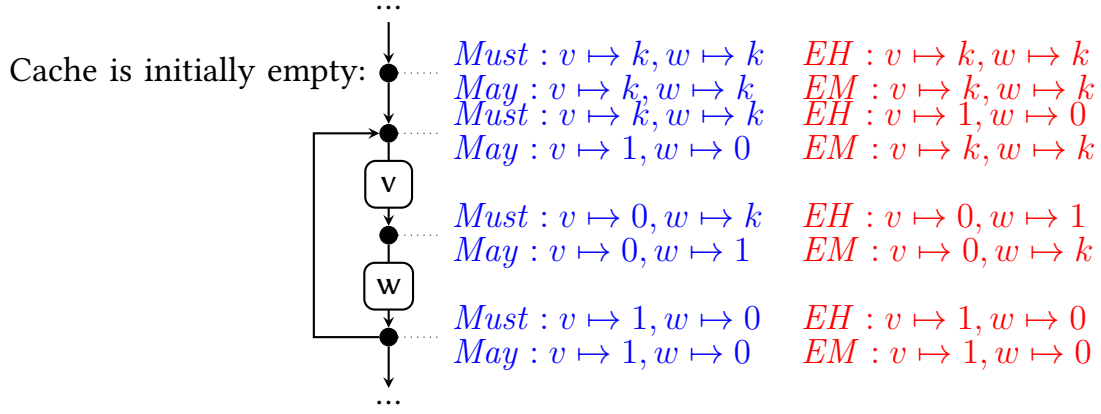 ...
Cache is initially empty:
Must : v ↦ k, w ↦ k EH : v ↦ k, w ↦ k
May : v ↦ k, w ↦ k EM : v ↦ k, w ↦ k
Must : v ↦ k, w ↦ k EH : v ↦ 1, w ↦ 0
May : v ↦ 1, w ↦ 0 EM : v ↦ k, w ↦ k
v
Must : v ↦ 0, w ↦ k EH : v ↦ 0, w ↦ 1
May : v ↦ 0, w ↦ 1 EM : v ↦ 0, w ↦ k
w
Must : v ↦ 1, w ↦ 0 EH : v ↦ 1, w ↦ 0
May : v ↦ 1, w ↦ 0 EM : v ↦ 1, w ↦ 0
...